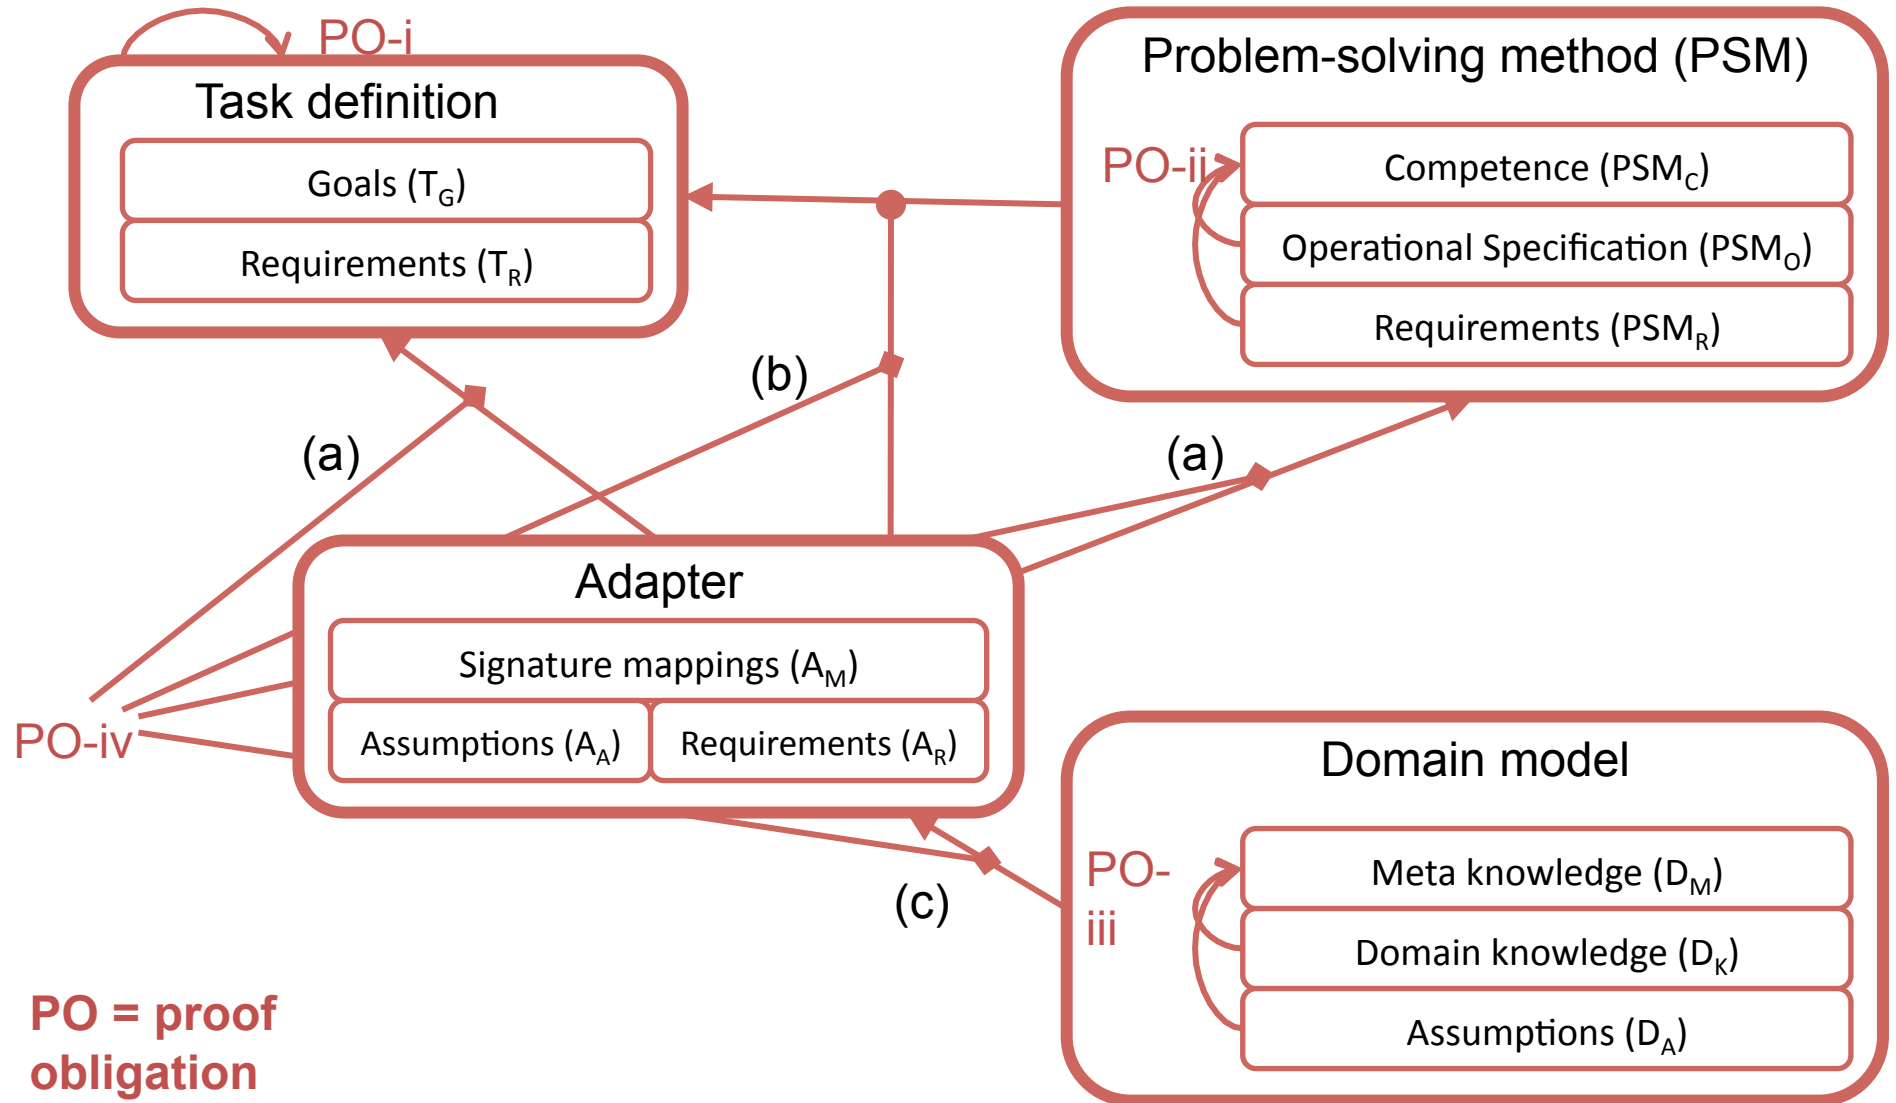 PO-i
Task definition
Goals (TG)
Requirements (TR)
Problem-solving method (PSM)
PO-ii
Competence (PSMC)
Operational Specification (PSMO)
Requirements (PSMR)
(b)
(a)
(a)
Adapter
Signature mappings (AM)
Assumptions (AA)
Requirements (AR)
PO-iv
Domain model
PO-
iii
Meta knowledge (DM)
Domain knowledge (DK)
Assumptions (DA)
(c)
PO = proof
obligation